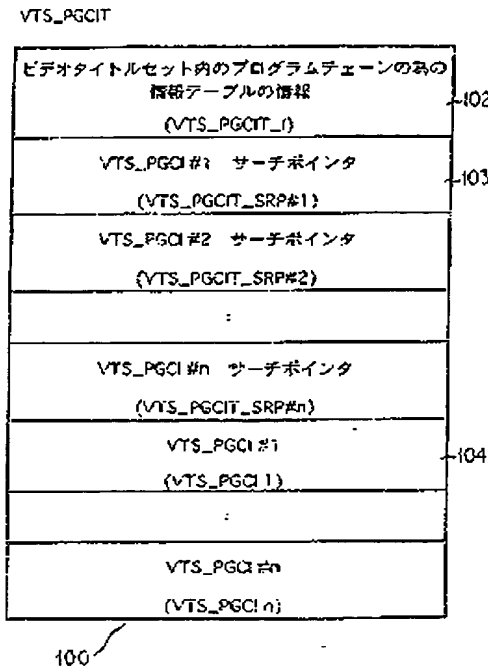 VTS_PGCIT
ビデオタイトルセット内のプログラムチェーンの為の
情報テーブルの情報
(VTS_PGCIT_I)
102
VTS_PGCI#1 サーチポインタ
103
(VTS_PGCIT_SRP#1)
VTS_PGCI#2 サーチポインタ
(VTS_PGCIT_SRP#2)
:
VTS_PGCI#n サーチポインタ
(VTS_PGCIT_SRP#n)
VTS_PGCI#1
104
(VTS_PGCI 1)
:
VTS_PGCI#n
(VTS_PGCI n)
100